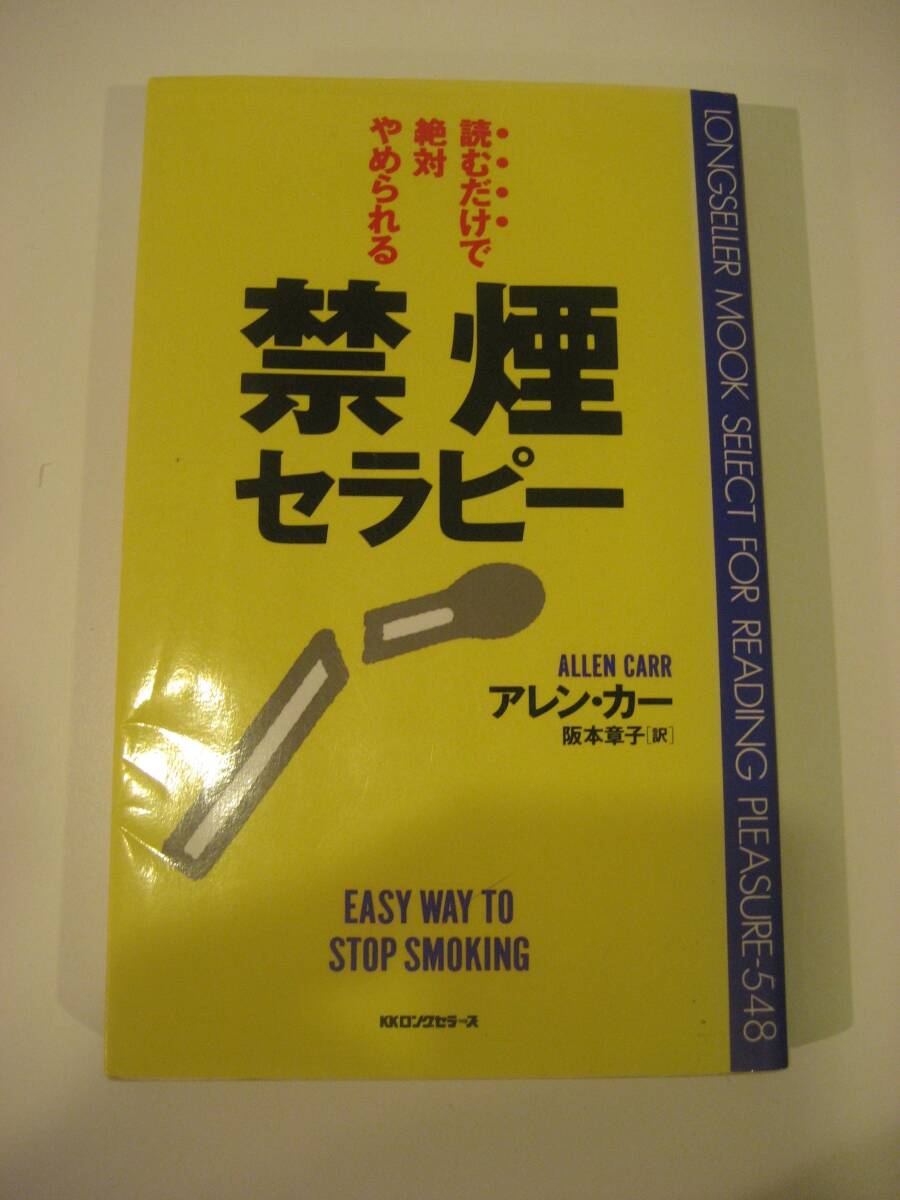 読むだけで
絶対
やめられる
禁煙
セラピー
ALLEN CARR
アレン・カー
阪本章子[訳]
EASY WAY TO
STOP SMOKING
KKロングセラーズ
LONGSELLER MOOK SELECT FOR READING PLEASURE-548